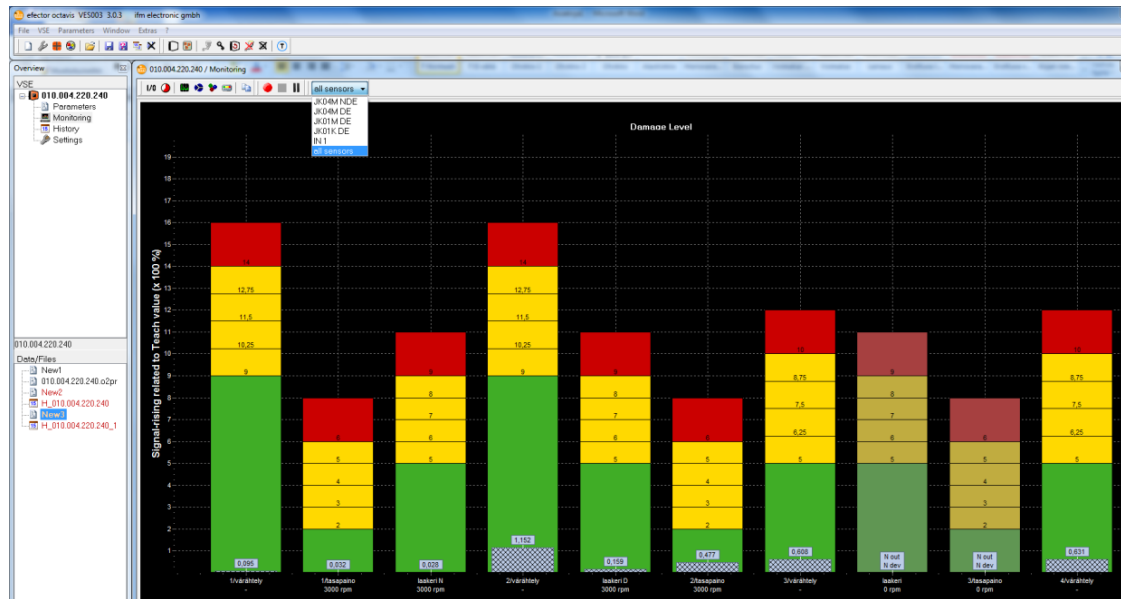 efector octavis VES003 3.0.3 ifm electronic gmbh
File VSE Parameters Window Extras ?
Overview
VSE
010.004.220.240
Parameters
Monitoring
History
Settings
010.004.220.240
Data/Files
New1
010.004.220.240.o2pr
New2
H_010.004.220.240
New3
H_010.004.220.240_1
010.004.220.240 / Monitoring
I/O
all sensors
JK04M NDE
JK04M DE
JK01M DE
JK01K DE
IN 1
all sensors
Damage Level
Signal-rising related to Teach value (x 100 %)
19
18
17
16
15
14
13
12
11
10
9
8
7
6
5
4
3
2
1
14
12,75
11,5
10,25
9
0,095
1/värähtely
-
6
5
4
3
2
0,032
1/tasapaino
3000 rpm
9
8
7
6
5
0,028
laakeri N
3000 rpm
14
12,75
11,5
10,25
9
1,152
2/värähtely
-
9
8
7
6
5
0,159
laakeri D
3000 rpm
6
5
4
3
2
0,477
2/tasapaino
3000 rpm
10
8,75
7,5
6,25
5
0,608
3/värähtely
-
9
8
7
6
5
N out
N dev
laakeri
0 rpm
6
5
4
3
2
N out
N dev
3/tasapaino
0 rpm
10
8,75
7,5
6,25
5
0,631
4/värähtely
-